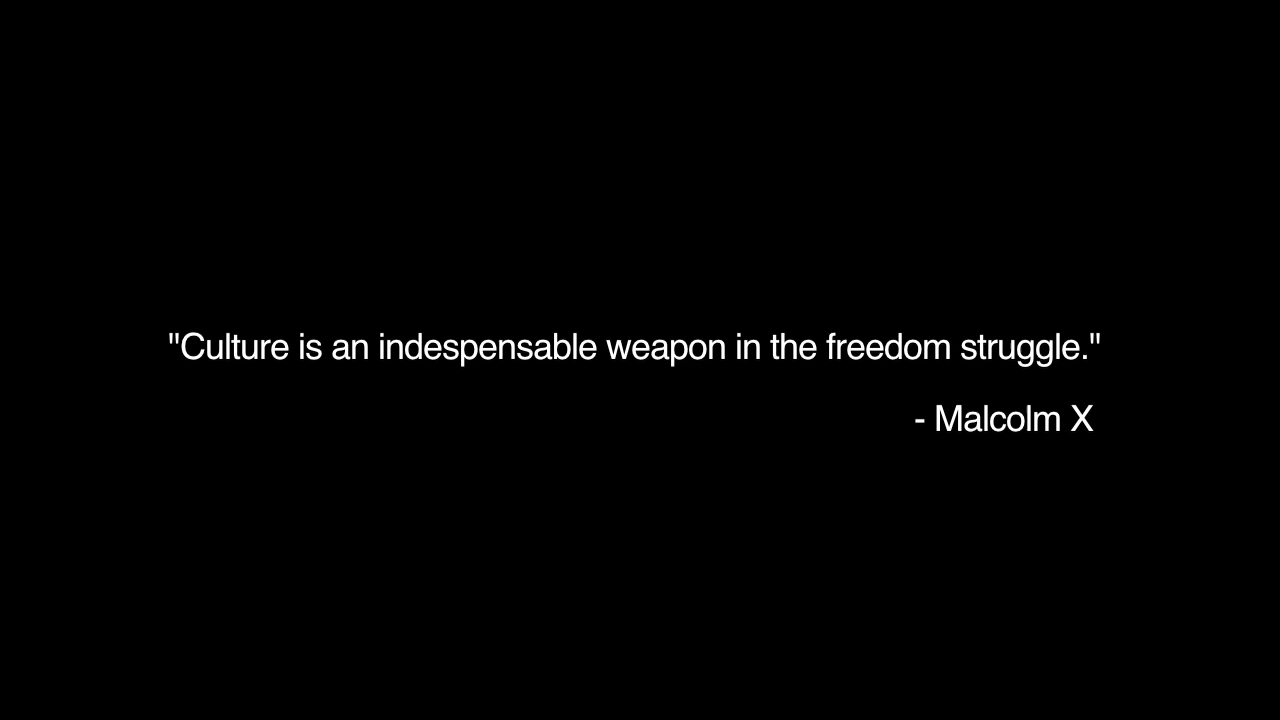 "Culture is an indespensable weapon in the freedom struggle."
- Malcolm X